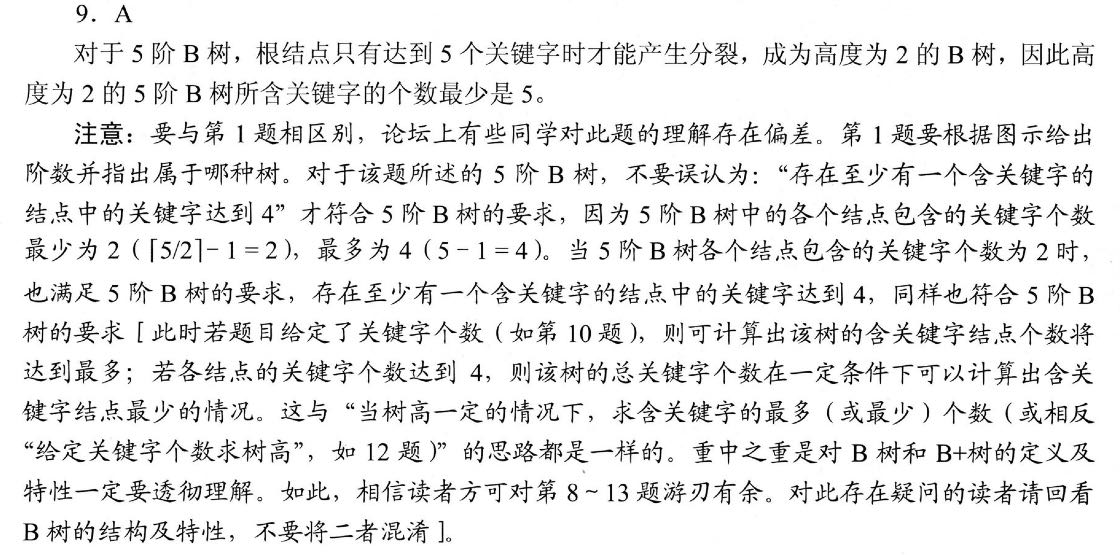 9．A
对于 5 阶 B 树，根结点只有达到 5 个关键字时才能产生分裂，成为高度为 2 的 B 树，因此高
度为 2 的 5 阶 B 树所含关键字的个数最少是 5。
注意：要与第 1 题相区别，论坛上有些同学对此题的理解存在偏差。第 1 题要根据图示给出
阶数并指出属于哪种树。对于该题所述的 5 阶 B 树，不要误认为：“存在至少有一个含关键字的
结点中的关键字达到 4”才符合 5 阶 B 树的要求，因为 5 阶 B 树中的各个结点包含的关键字个数
最少为 2（⌈5/2⌉－1＝2），最多为 4（5－1＝4）。当 5 阶 B 树各个结点包含的关键字个数为 2 时，
也满足 5 阶 B 树的要求，存在至少有一个含关键字的结点中的关键字达到 4，同样也符合 5 阶 B
树的要求［此时若题目给定了关键字个数（如第 10 题），则可计算出该树的含关键字结点个数将
达到最多；若各结点的关键字个数达到 4，则该树的总关键字个数在一定条件下可以计算出含关
键字结点最少的情况。这与“当树高一定的情况下，求含关键字的最多（或最少）个数（或相反
“给定关键字个数求树高”，如 12 题）”的思路都是一样的。重中之重是对 B 树和 B+树的定义及
特性一定要透彻理解。如此，相信读者方可对第 8～13 题游刃有余。对此存在疑问的读者请回看
B 树的结构及特性，不要将二者混淆］。